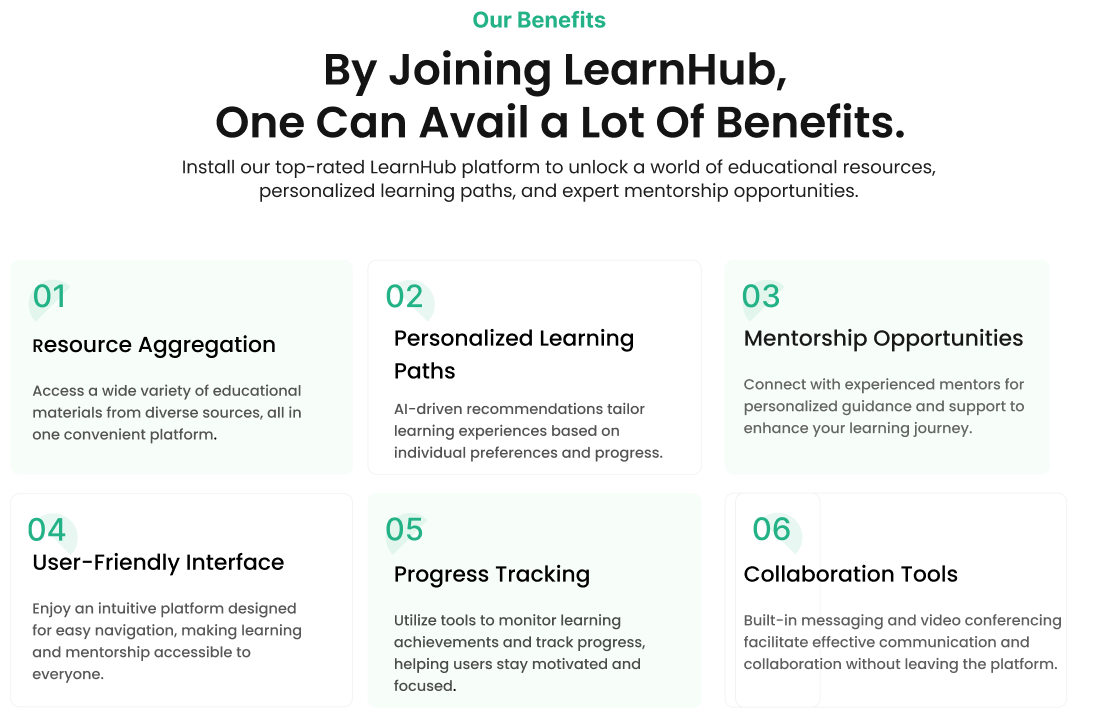 Our Benefits
By Joining LearnHub,
One Can Avail a Lot Of Benefits.
Install our top-rated LearnHub platform to unlock a world of educational resources,
personalized learning paths, and expert mentorship opportunities.
01
Resource Aggregation
Access a wide variety of educational
materials from diverse sources, all in
one convenient platform.
02
Personalized Learning
Paths
AI-driven recommendations tailor
learning experiences based on
individual preferences and progress.
03
Mentorship Opportunities
Connect with experienced mentors for
personalized guidance and support to
enhance your learning journey.
04
User-Friendly Interface
Enjoy an intuitive platform designed
for easy navigation, making learning
and mentorship accessible to
everyone.
05
Progress Tracking
Utilize tools to monitor learning
achievements and track progress,
helping users stay motivated and
focused.
06
Collaboration Tools
Built-in messaging and video conferencing
facilitate effective communication and
collaboration without leaving the platform.